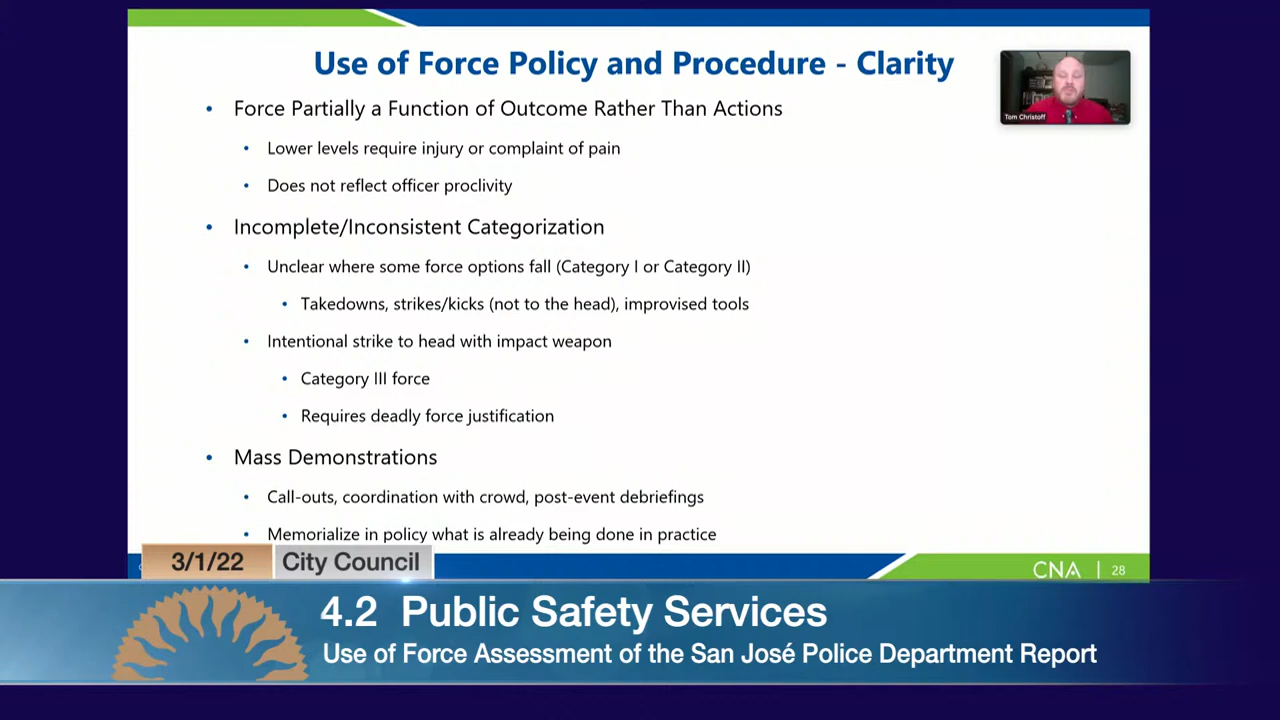 Use of Force Policy and Procedure - Clarity
Tom Christoff
• Force Partially a Function of Outcome Rather Than Actions
• Lower levels require injury or complaint of pain
• Does not reflect officer proclivity
• Incomplete/Inconsistent Categorization
• Unclear where some force options fall (Category I or Category II)
• Takedowns, strikes/kicks (not to the head), improvised tools
• Intentional strike to head with impact weapon
• Category III force
• Requires deadly force justification
• Mass Demonstrations
• Call-outs, coordination with crowd, post-event debriefings
• Memorialize in policy what is already being done in practice
CNA | 28
3/1/22 City Council
4.2 Public Safety Services
Use of Force Assessment of the San José Police Department Report